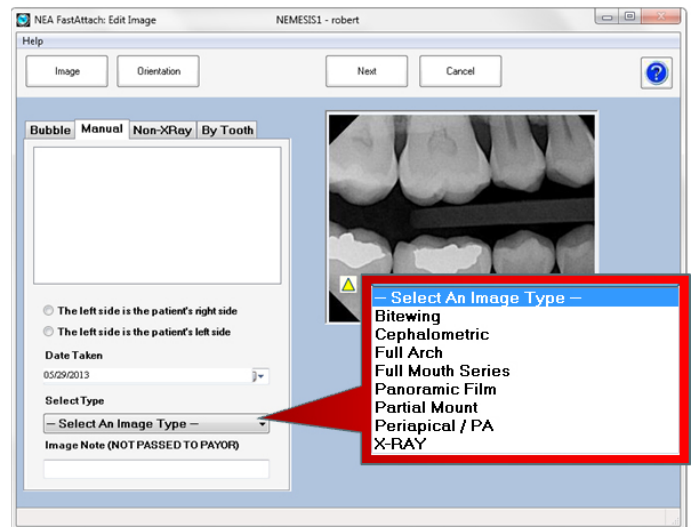 NEA FastAttach: Edit Image NEMESIS1 - robert
Help
Image Orientation Next Cancel ?
Bubble Manual Non-XRay By Tooth
The left side is the patient's right side
The left side is the patient's left side
Date Taken
05/29/2013
SelectType
— Select An Image Type —
Image Note (NOT PASSED TO PAYOR)
— Select An Image Type —
Bitewing
Cephalometric
Full Arch
Full Mouth Series
Panoramic Film
Partial Mount
Periapical / PA
X-RAY